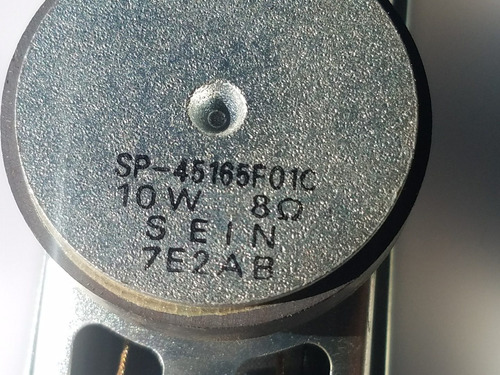 SP-45165F01C
10W 8Ω
SEIN
7E2AB